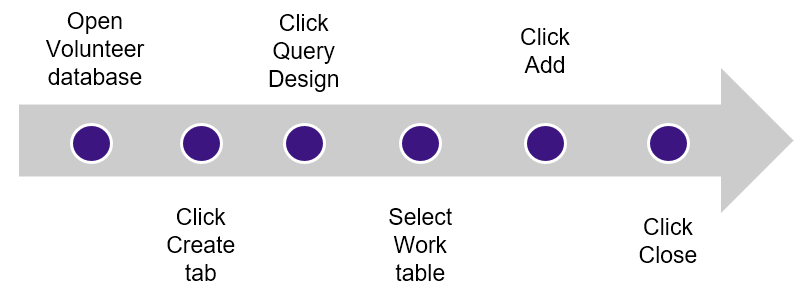 Open
Volunteer
database
Click
Create
tab
Click
Query
Design
Select
Work
table
Click
Add
Click
Close